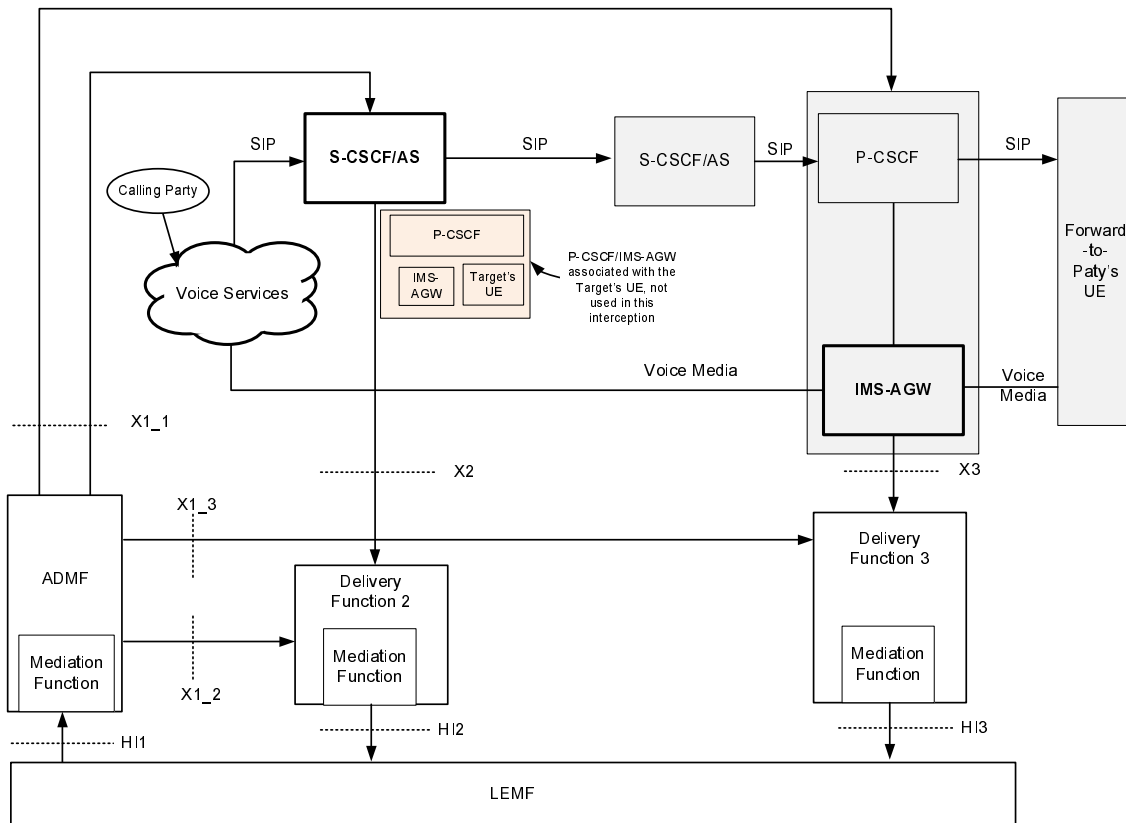 SIP
S-CSCF/AS
SIP
S-CSCF/AS
SIP
P-CSCF
SIP
Calling Party
Voice Services
P-CSCF
IMS-
AGW
Target's
UE
P-CSCF/IMS-AGW
associated with the
Target's UE, not
used in this
interception
Forward
-to-
Paty's
UE
Voice Media
IMS-AGW
Voice
Media
X1_1
X2
X3
X1_3
ADMF
Delivery
Function 2
Delivery
Function 3
Mediation
Function
Mediation
Function
Mediation
Function
X1_2
HI1
HI2
HI3
LEMF